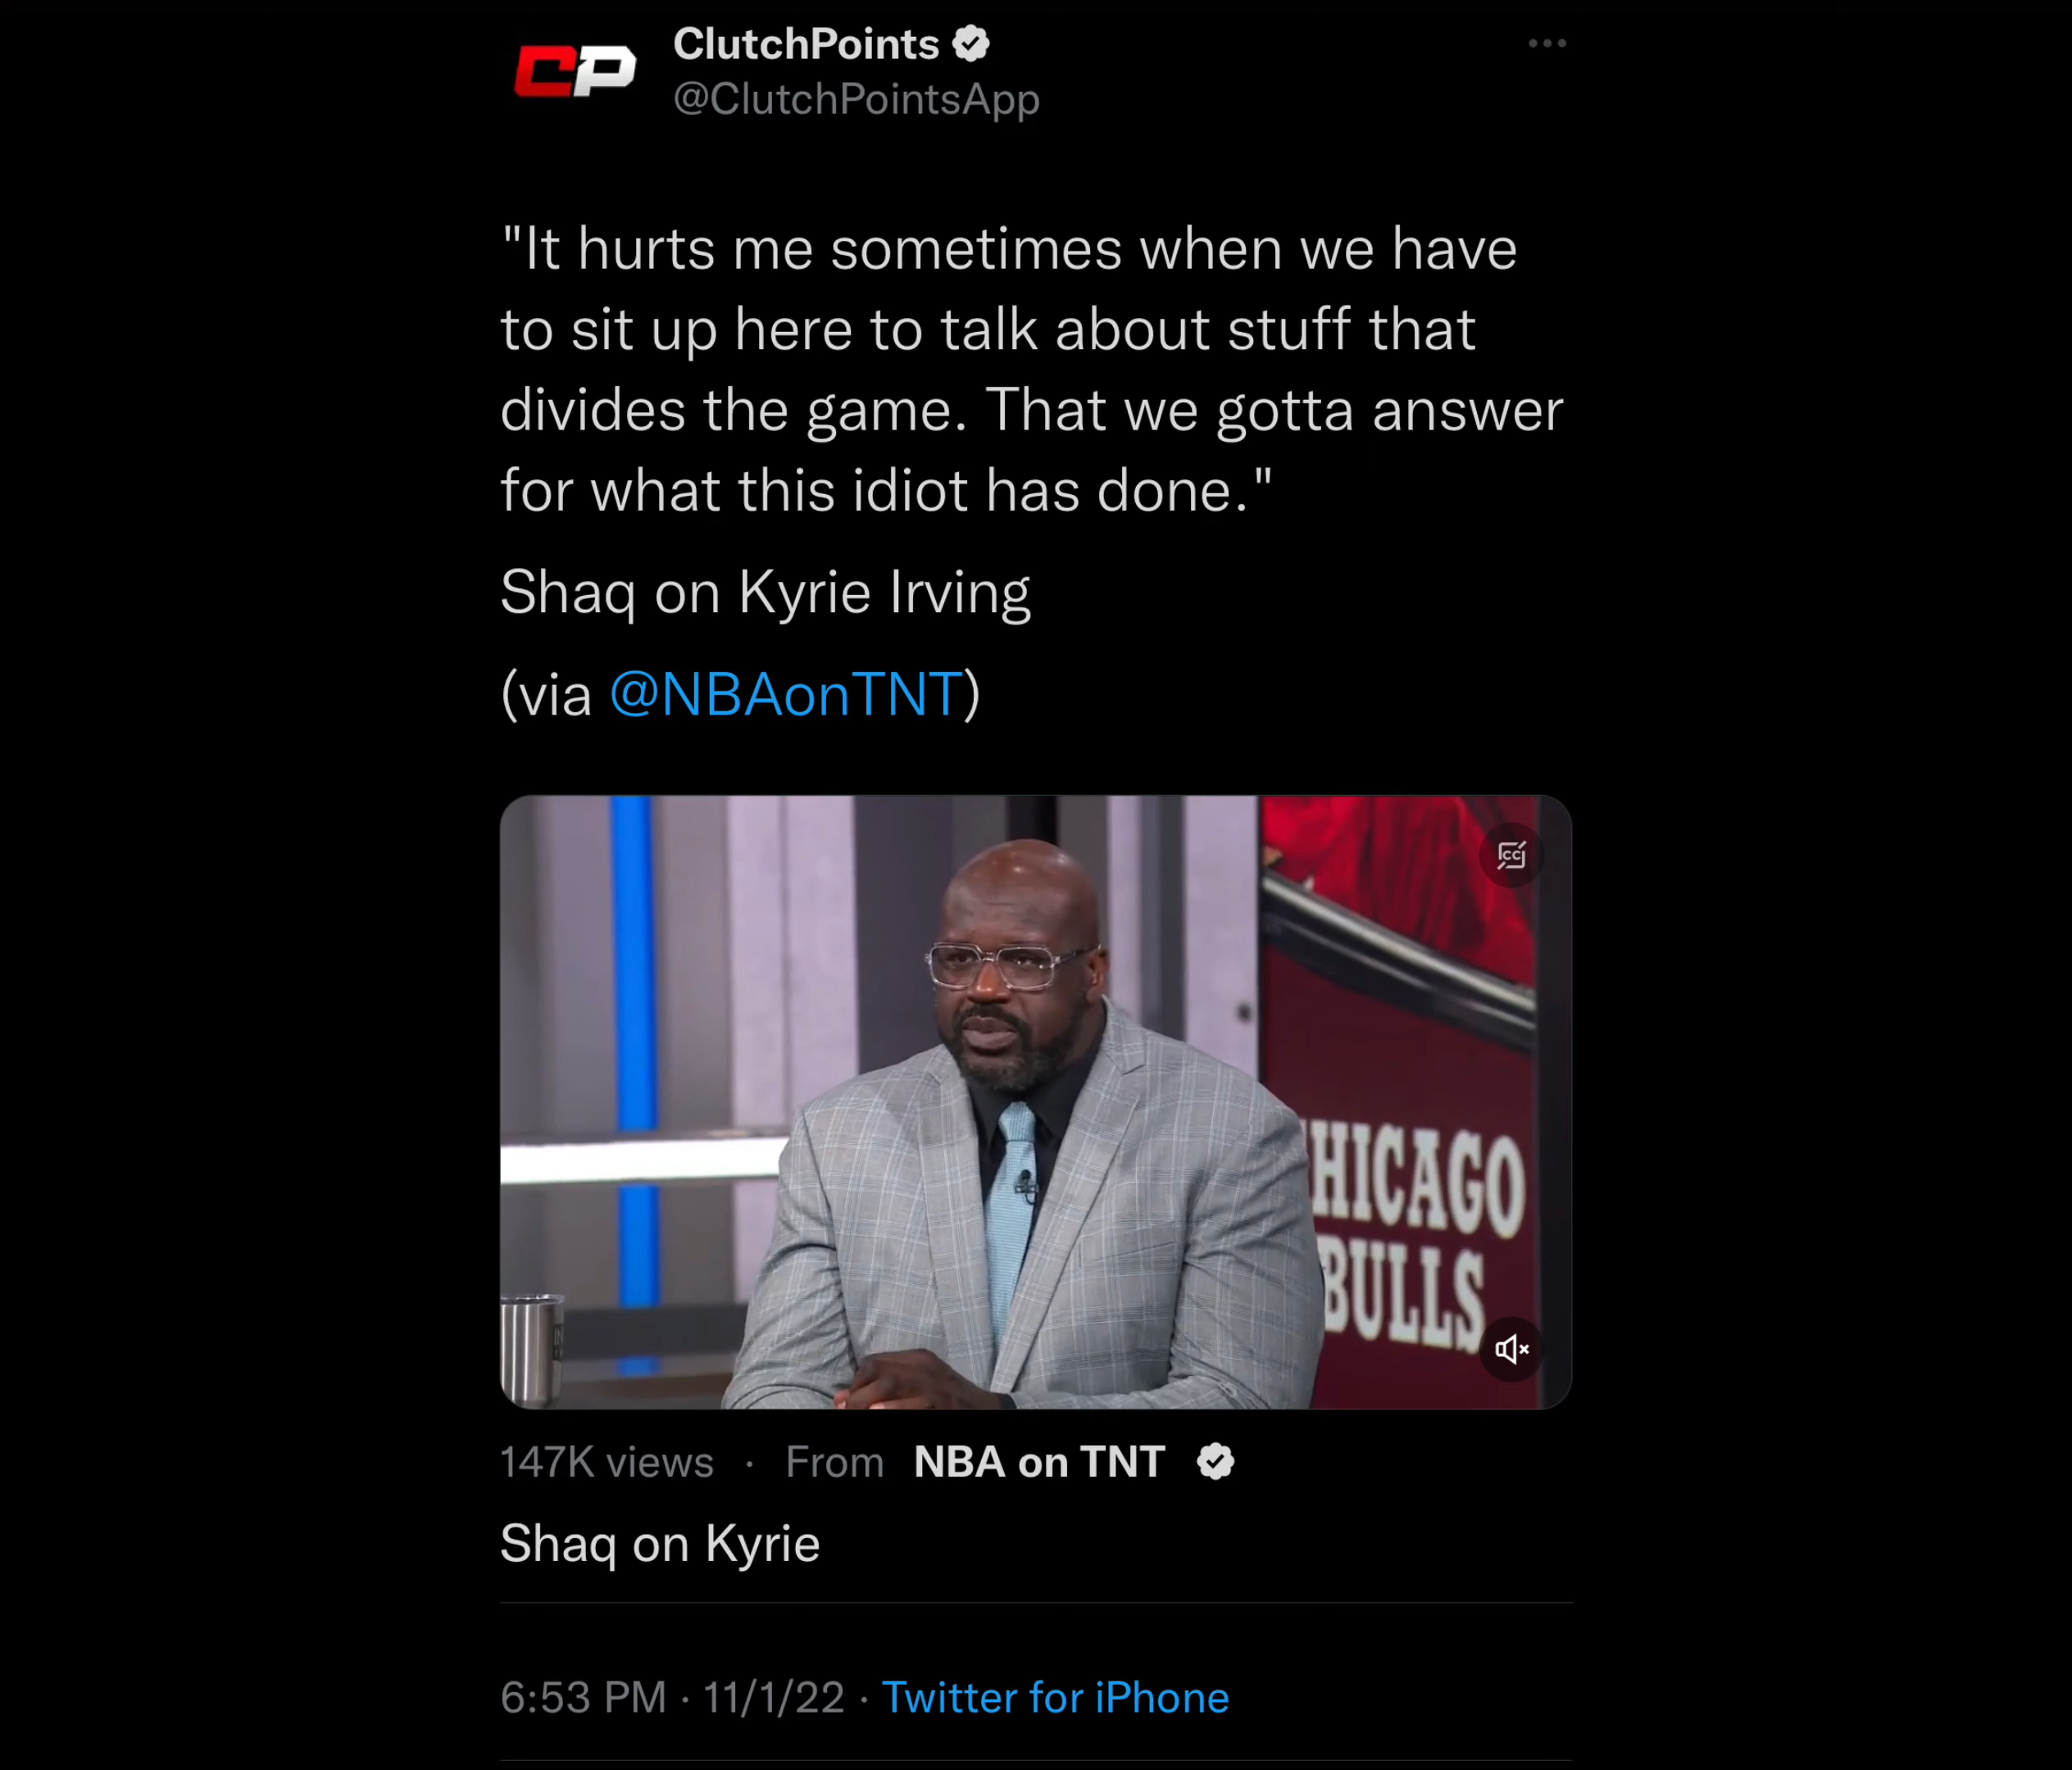 CP
ClutchPoints
@ClutchPointsApp
"It hurts me sometimes when we have
to sit up here to talk about stuff that
divides the game. That we gotta answer
for what this idiot has done."
Shaq on Kyrie Irving
(via @NBAonTNT)
CC
HICAGO
BULLS
147K views · From NBA on TNT
Shaq on Kyrie
6:53 PM · 11/1/22 · Twitter for iPhone